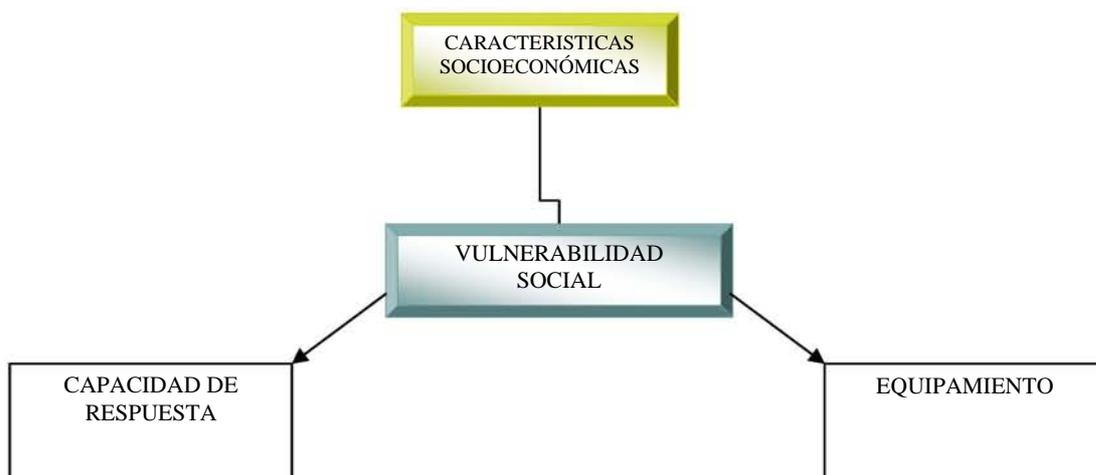 CARACTERISTICAS
SOCIOECONÓMICAS
VULNERABILIDAD
SOCIAL
CAPACIDAD DE
RESPUESTA
EQUIPAMIENTO